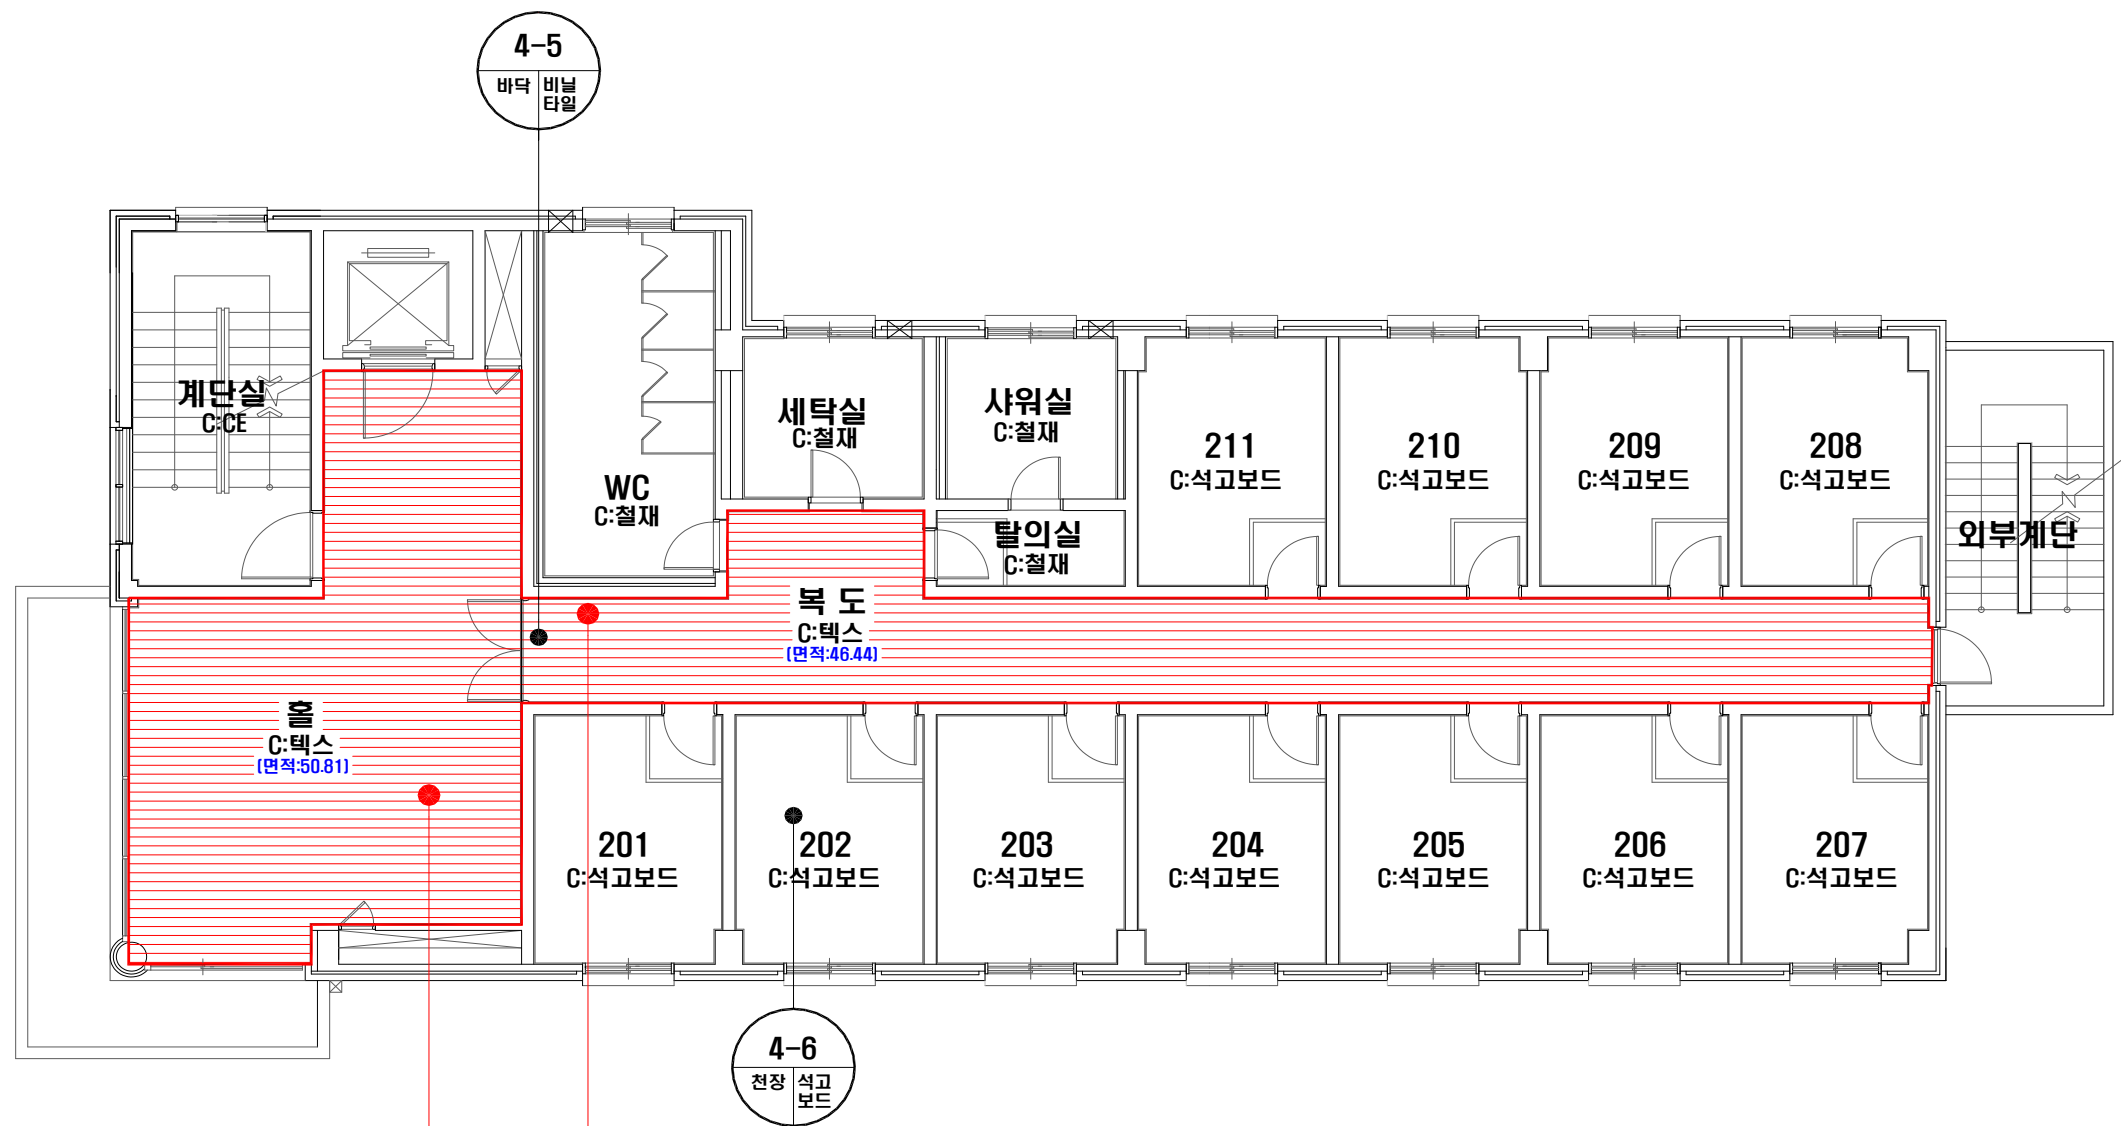 4-5
바닥 비닐
타일
계단실
C:CE
WC
C:철재
세탁실
C:철재
샤워실
C:철재
탈의실
C:철재
211
C:석고보드
210
C:석고보드
209
C:석고보드
208
C:석고보드
외부계단
복 도
C:텍스
(면적:46.44)
홀
C:텍스
(면적:50.81)
201
C:석고보드
202
C:석고보드
203
C:석고보드
204
C:석고보드
205
C:석고보드
206
C:석고보드
207
C:석고보드
4-6
천장 석고
보드